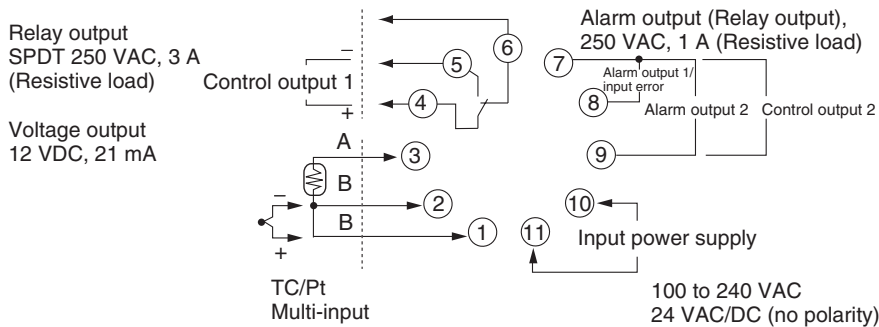 Relay output
SPDT 250 VAC, 3 A
(Resistive load)
Voltage output
12 VDC, 21 mA
Control output 1
−
+
6
5
4
A
3
B
2
B
1
−
+
TC/Pt
Multi-input
Alarm output (Relay output),
250 VAC, 1 A (Resistive load)
7
Alarm output 1/
input error
8
Alarm output 2
Control output 2
9
10
11
Input power supply
100 to 240 VAC
24 VAC/DC (no polarity)